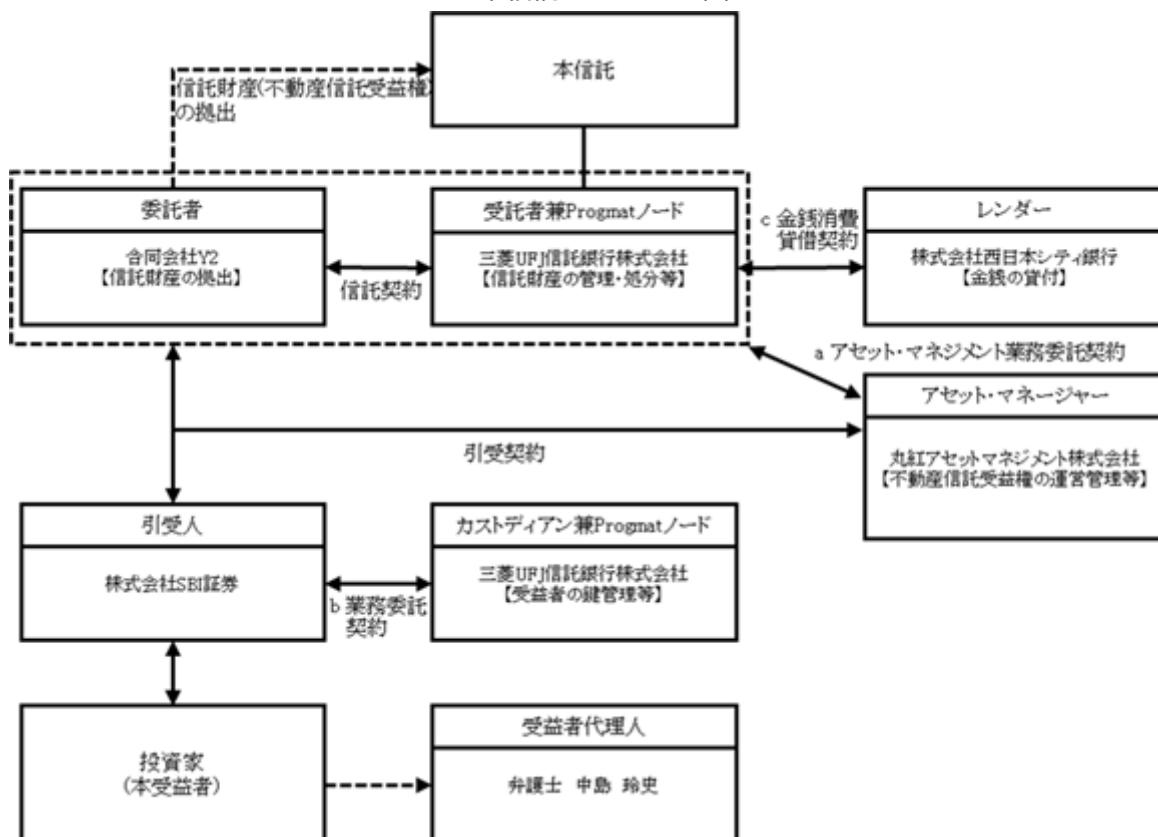 本信託
信託財産(不動産信託受益権)
の拠出
委託者
合同会社Y2
【信託財産の拠出】
信託契約
受託者兼Progmatノード
三菱UFJ信託銀行株式会社
【信託財産の管理・処分等】
c 金銭消費
貸借契約
レンダー
株式会社西日本シティ銀行
【金銭の貸付】
a アセット・マネジメント業務委託契約
アセット・マネージャー
丸紅アセットマネジメント株式会社
【不動産信託受益権の運営管理等】
引受契約
引受人
株式会社SBI証券
b 業務委託
契約
カストディアン兼Progmatノード
三菱UFJ信託銀行株式会社
【受益者の鍵管理等】
投資家
(本受益者)
受益者代理人
弁護士 中島 玲史